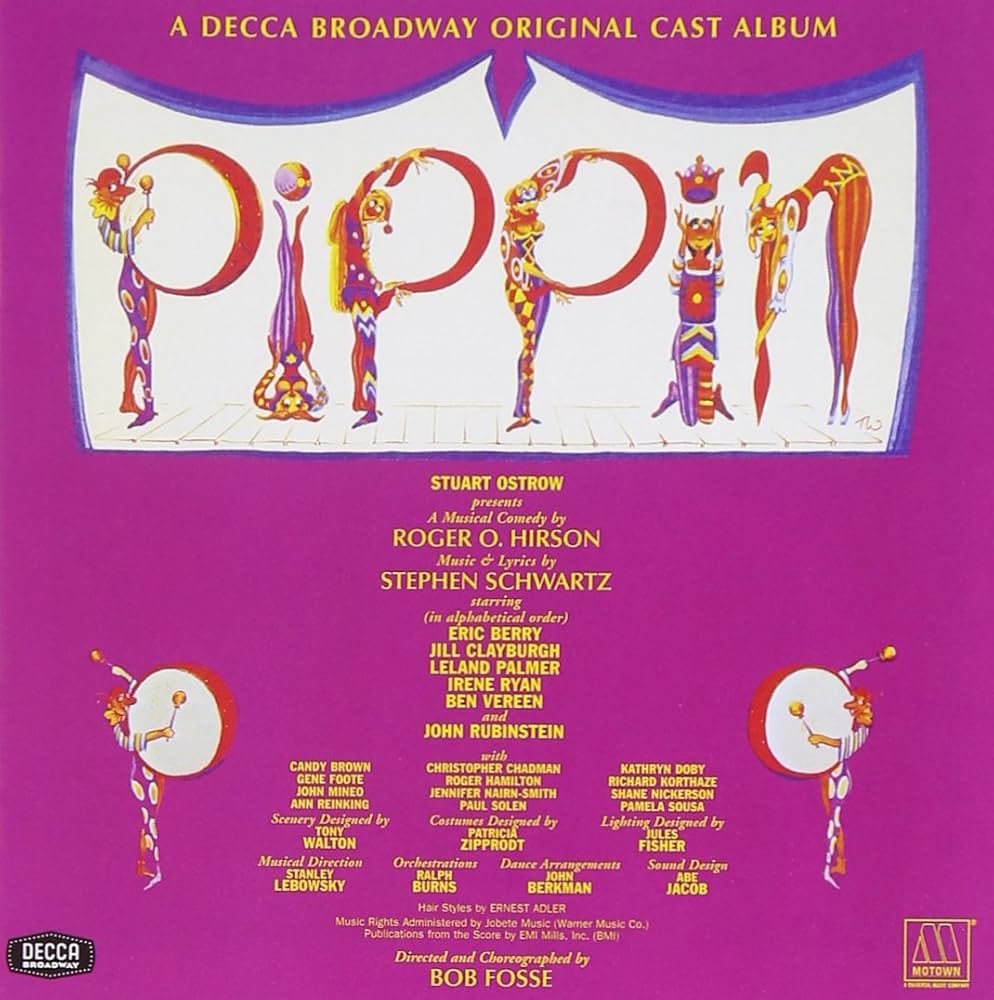 A DECCA BROADWAY ORIGINAL CAST ALBUM
PIPPIN
TW
STUART OSTROW
presents
A Musical Comedy by
ROGER O. HIRSON
Music & Lyrics by
STEPHEN SCHWARTZ
starring
(in alphabetical order)
ERIC BERRY
JILL CLAYBURGH
LELAND PALMER
IRENE RYAN
BEN VEREEN
and
JOHN RUBINSTEIN
with
CANDY BROWN
GENE FOOTE
JOHN MINEO
ANN REINKING
CHRISTOPHER CHADMAN
ROGER HAMILTON
JENNIFER NAIRN-SMITH
PAUL SOLEN
KATHRYN DOBY
RICHARD KORTHAZE
SHANE NICKERSON
PAMELA SOUSA
Scenery Designed by
TONY
WALTON
Costumes Designed by
PATRICIA
ZIPPRODT
Lighting Designed by
JULES
FISHER
Musical Direction
STANLEY
LEBOWSKY
Orchestrations
RALPH
BURNS
Dance Arrangements
JOHN
BERKMAN
Sound Design
ABE
JACOB
Hair Styles by ERNEST ADLER
Music Rights Administered by Jobete Music (Warner Music Co.)
Publications from the Score by EMI Mills, Inc. (BMI)
Directed and Choreographed by
BOB FOSSE
DECCA
BROADWAY
M®
MOTOWN
A UNIVERSAL MUSIC COMPANY